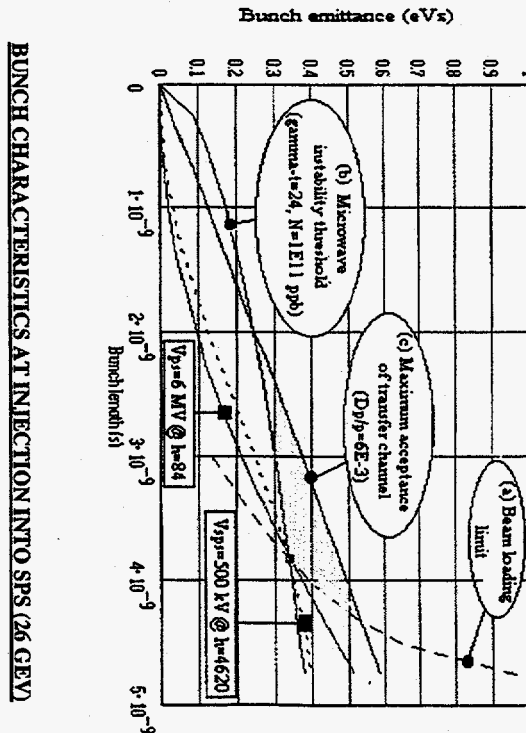 Bunch emittance (eVs)
0
0.1
0.2
0.3
0.4
0.5
0.6
0.7
0.8
0.9
(a) Beam loading
limit
(c) Maximum acceptance
of transfer channel
(Dp/p=6E-3)
(b) Microwave
instability threshold
(gamma-t=24, N=1E11 ppb)
Vps=6 MV @ h=84
Vsps=500 kV @ h=4620
0
1·10⁻⁹
2·10⁻⁹
3·10⁻⁹
4·10⁻⁹
5·10⁻⁹
Bunch length (s)
BUNCH CHARACTERISTICS AT INJECTION INTO SPS (26 GEV)